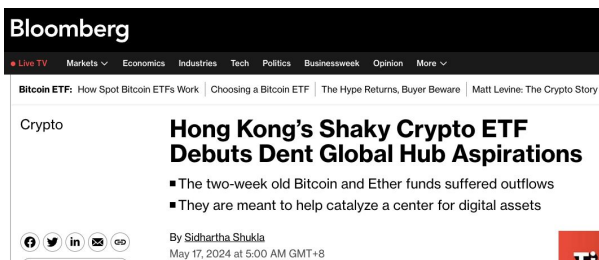 Bloomberg
Live TV Markets Economics Industries Tech Politics Businessweek Opinion More
Bitcoin ETF: How Spot Bitcoin ETFs Work Choosing a Bitcoin ETF The Hype Returns, Buyer Beware Matt Levine: The Crypto Story
Crypto
Hong Kong's Shaky Crypto ETF
Debuts Dent Global Hub Aspirations
■ The two-week old Bitcoin and Ether funds suffered outflows
■ They are meant to help catalyze a center for digital assets
By Sidhartha Shukla
May 17, 2024 at 5:00 AM GMT+8